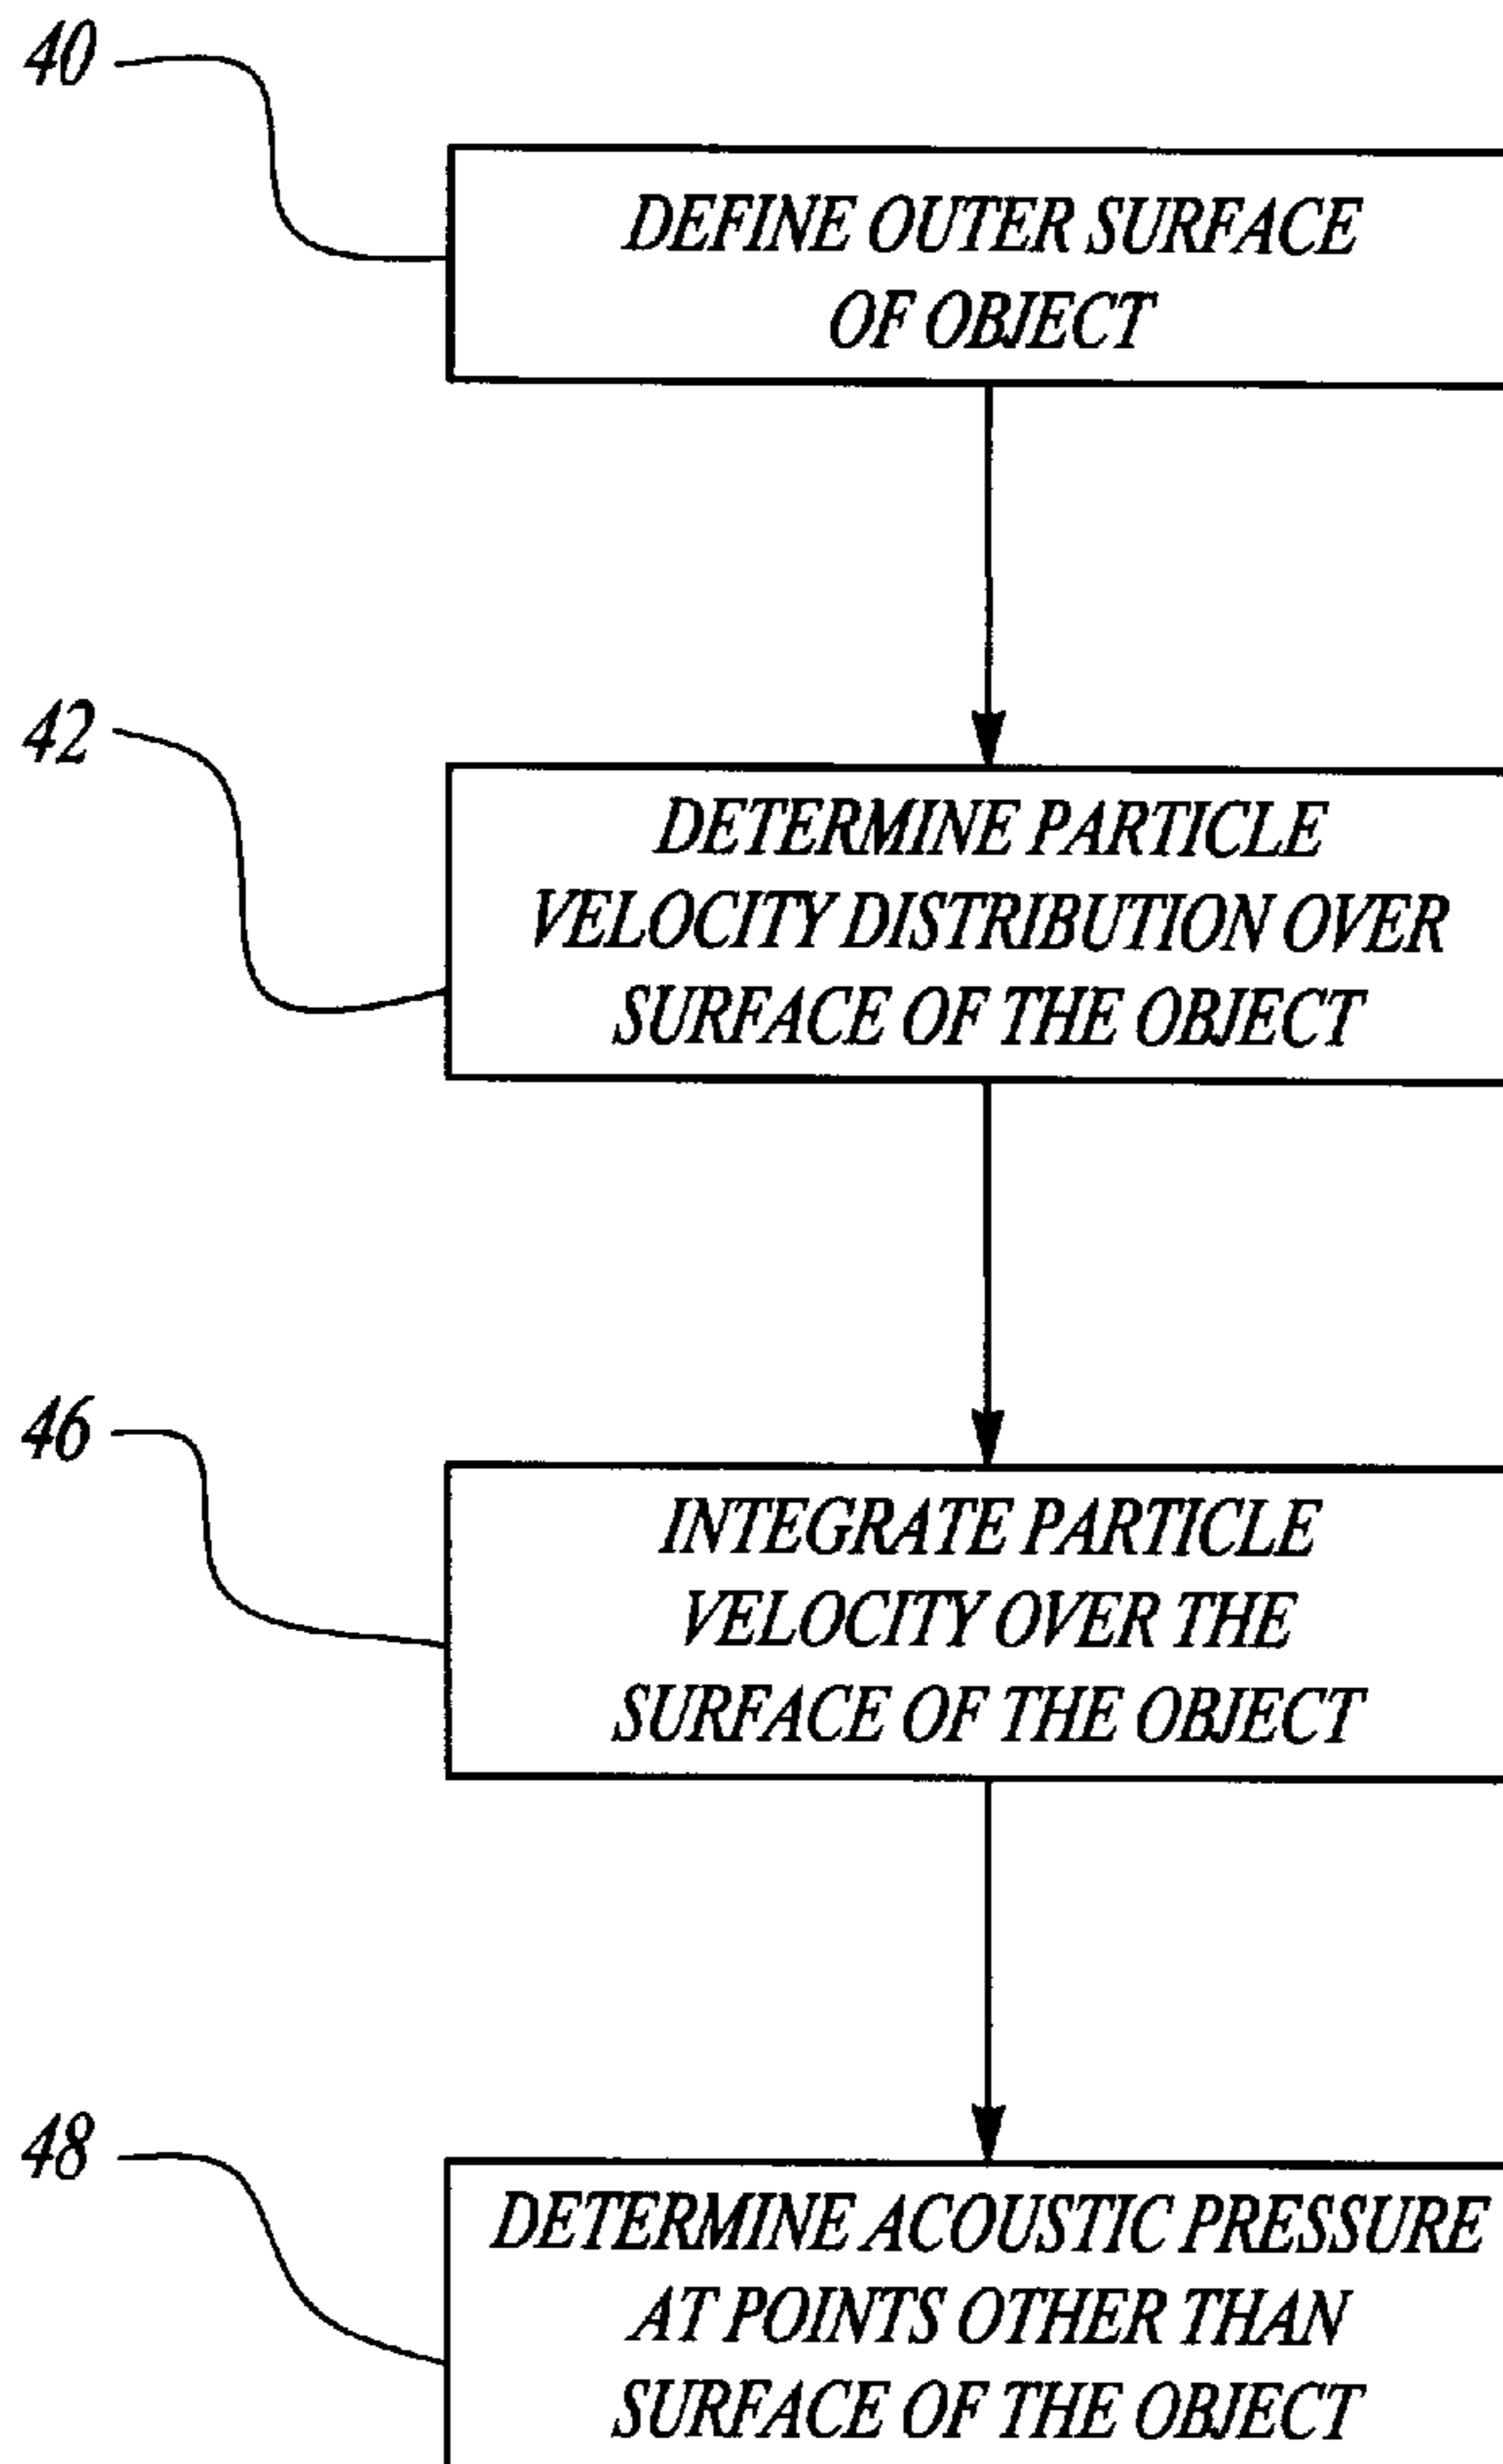 40
DEFINE OUTER SURFACE
OF OBJECT
42
DETERMINE PARTICLE
VELOCITY DISTRIBUTION OVER
SURFACE OF THE OBJECT
46
INTEGRATE PARTICLE
VELOCITY OVER THE
SURFACE OF THE OBJECT
48
DETERMINE ACOUSTIC PRESSURE
AT POINTS OTHER THAN
SURFACE OF THE OBJECT